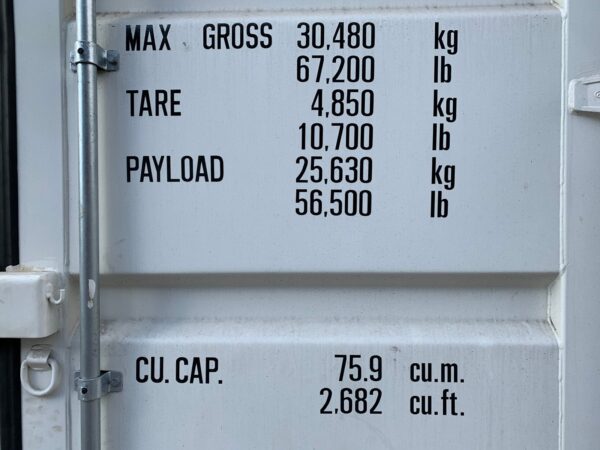 MAX GROSS 30,480 kg
67,200 lb
TARE 4,850 kg
10,700 lb
PAYLOAD 25,630 kg
56,500 lb
CU. CAP. 75.9 cu.m.
2,682 cu.ft.